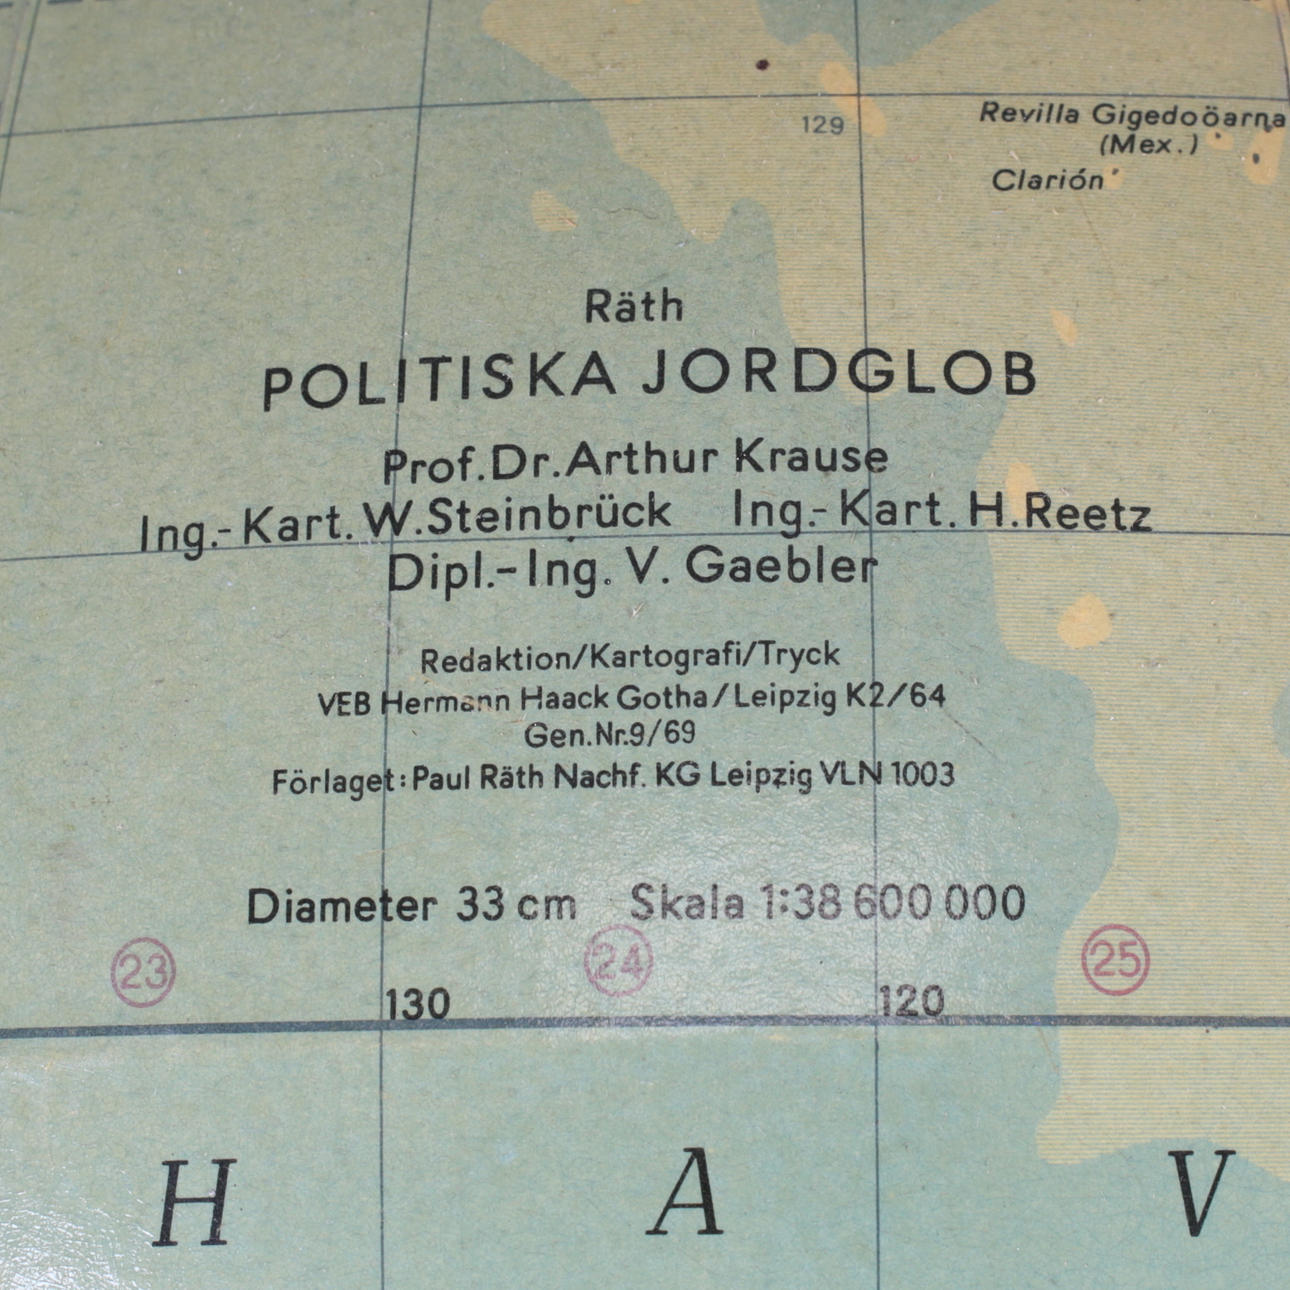 129
Revilla Gigedoöarna
(Mex.)
Clarión
Räth
POLITISKA JORDGLOB
Prof.Dr.Arthur Krause
Ing.-Kart. W.Steinbrück Ing.-Kart. H.Reetz
Dipl.-Ing. V. Gaebler
Redaktion/Kartografi/Tryck
VEB Hermann Haack Gotha/Leipzig K2/64
Gen.Nr.9/69
Förlaget: Paul Räth Nachf. KG Leipzig VLN 1003
Diameter 33 cm Skala 1:38 600 000
23 24 25
130 120
H A V